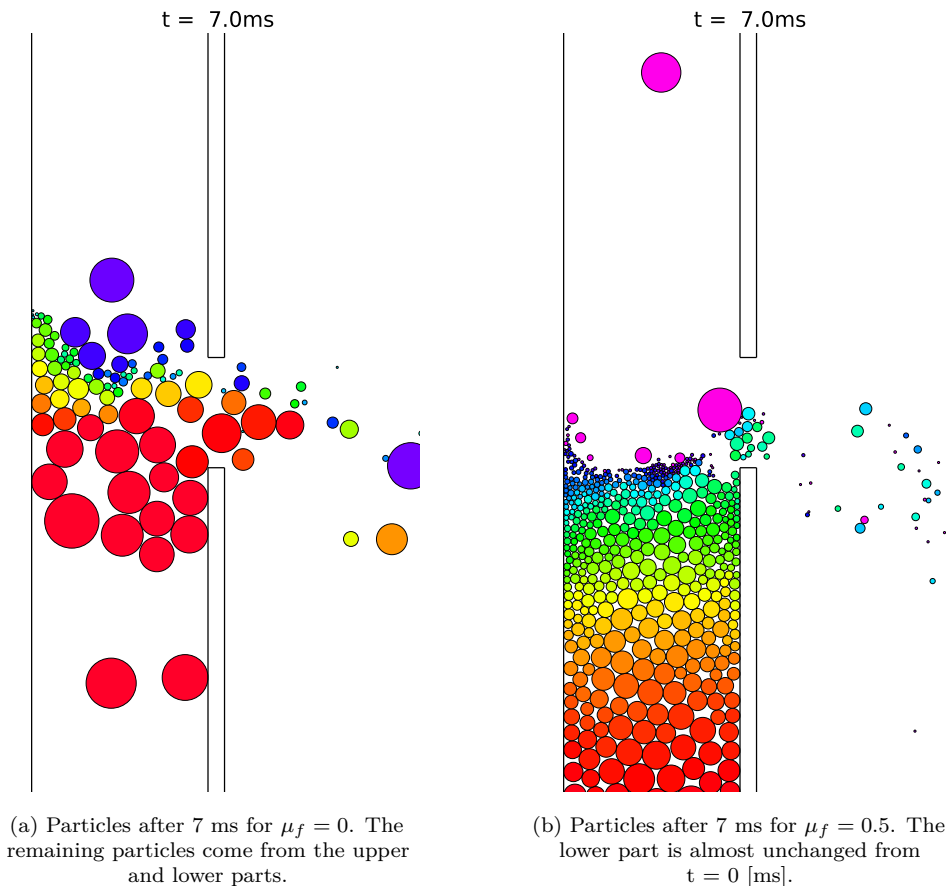 t =  7.0ms
t =  7.0ms
(a) Particles after 7 ms for μ_f = 0. The
remaining particles come from the upper
and lower parts.
(b) Particles after 7 ms for μ_f = 0.5. The
lower part is almost unchanged from
t = 0 [ms].